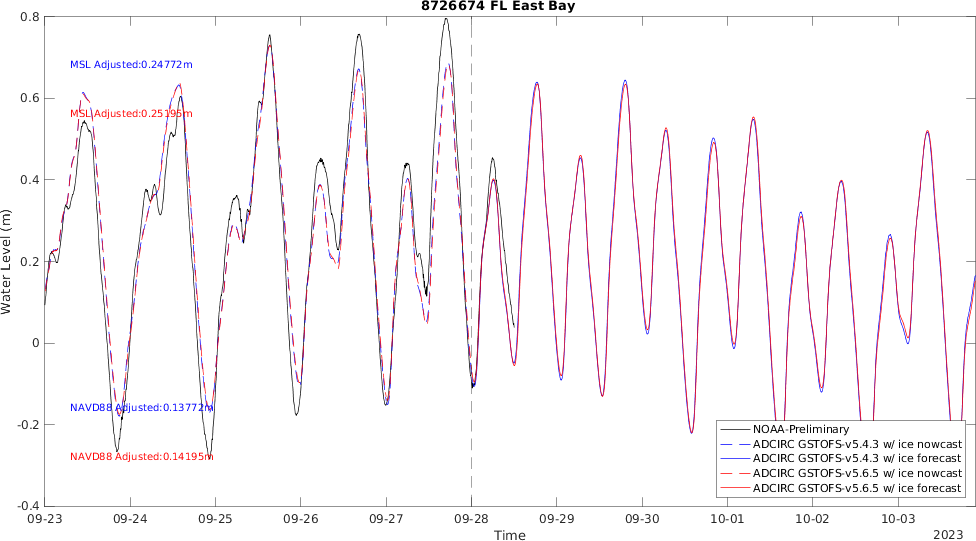 8726674 FL East Bay
0.8
MSL Adjusted:0.24772m
0.6
MSL Adjusted:0.25195m
0.4
Water Level (m)
0.2
0
NAVD88 Adjusted:0.13772m
-0.2
NAVD88 Adjusted:0.14195m
NOAA-Preliminary
ADCIRC GSTOFS-v5.4.3 w/ ice nowcast
ADCIRC GSTOFS-v5.4.3 w/ ice forecast
ADCIRC GSTOFS-v5.6.5 w/ ice nowcast
ADCIRC GSTOFS-v5.6.5 w/ ice forecast
-0.4
09-23 09-24 09-25 09-26 09-27 09-28 09-29 09-30 10-01 10-02 10-03
Time
2023